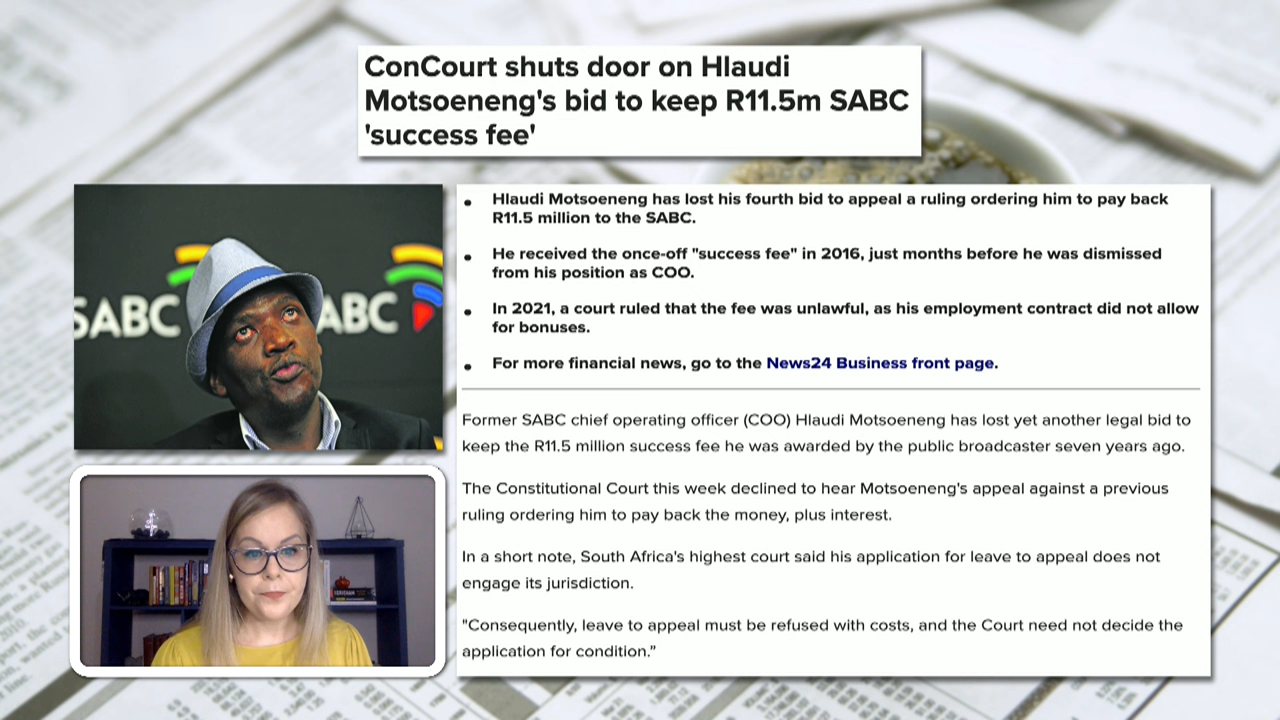 ConCourt shuts door on Hlaudi
Motsoeneng's bid to keep R11.5m SABC
'success fee'
SABC
ABC
• Hlaudi Motsoeneng has lost his fourth bid to appeal a ruling ordering him to pay back
R11.5 million to the SABC.
• He received the once-off "success fee" in 2016, just months before he was dismissed
from his position as COO.
• In 2021, a court ruled that the fee was unlawful, as his employment contract did not allow
for bonuses.
• For more financial news, go to the News24 Business front page.
Former SABC chief operating officer (COO) Hlaudi Motsoeneng has lost yet another legal bid to
keep the R11.5 million success fee he was awarded by the public broadcaster seven years ago.
The Constitutional Court this week declined to hear Motsoeneng's appeal against a previous
ruling ordering him to pay back the money, plus interest.
In a short note, South Africa's highest court said his application for leave to appeal does not
engage its jurisdiction.
"Consequently, leave to appeal must be refused with costs, and the Court need not decide the
application for condition.”